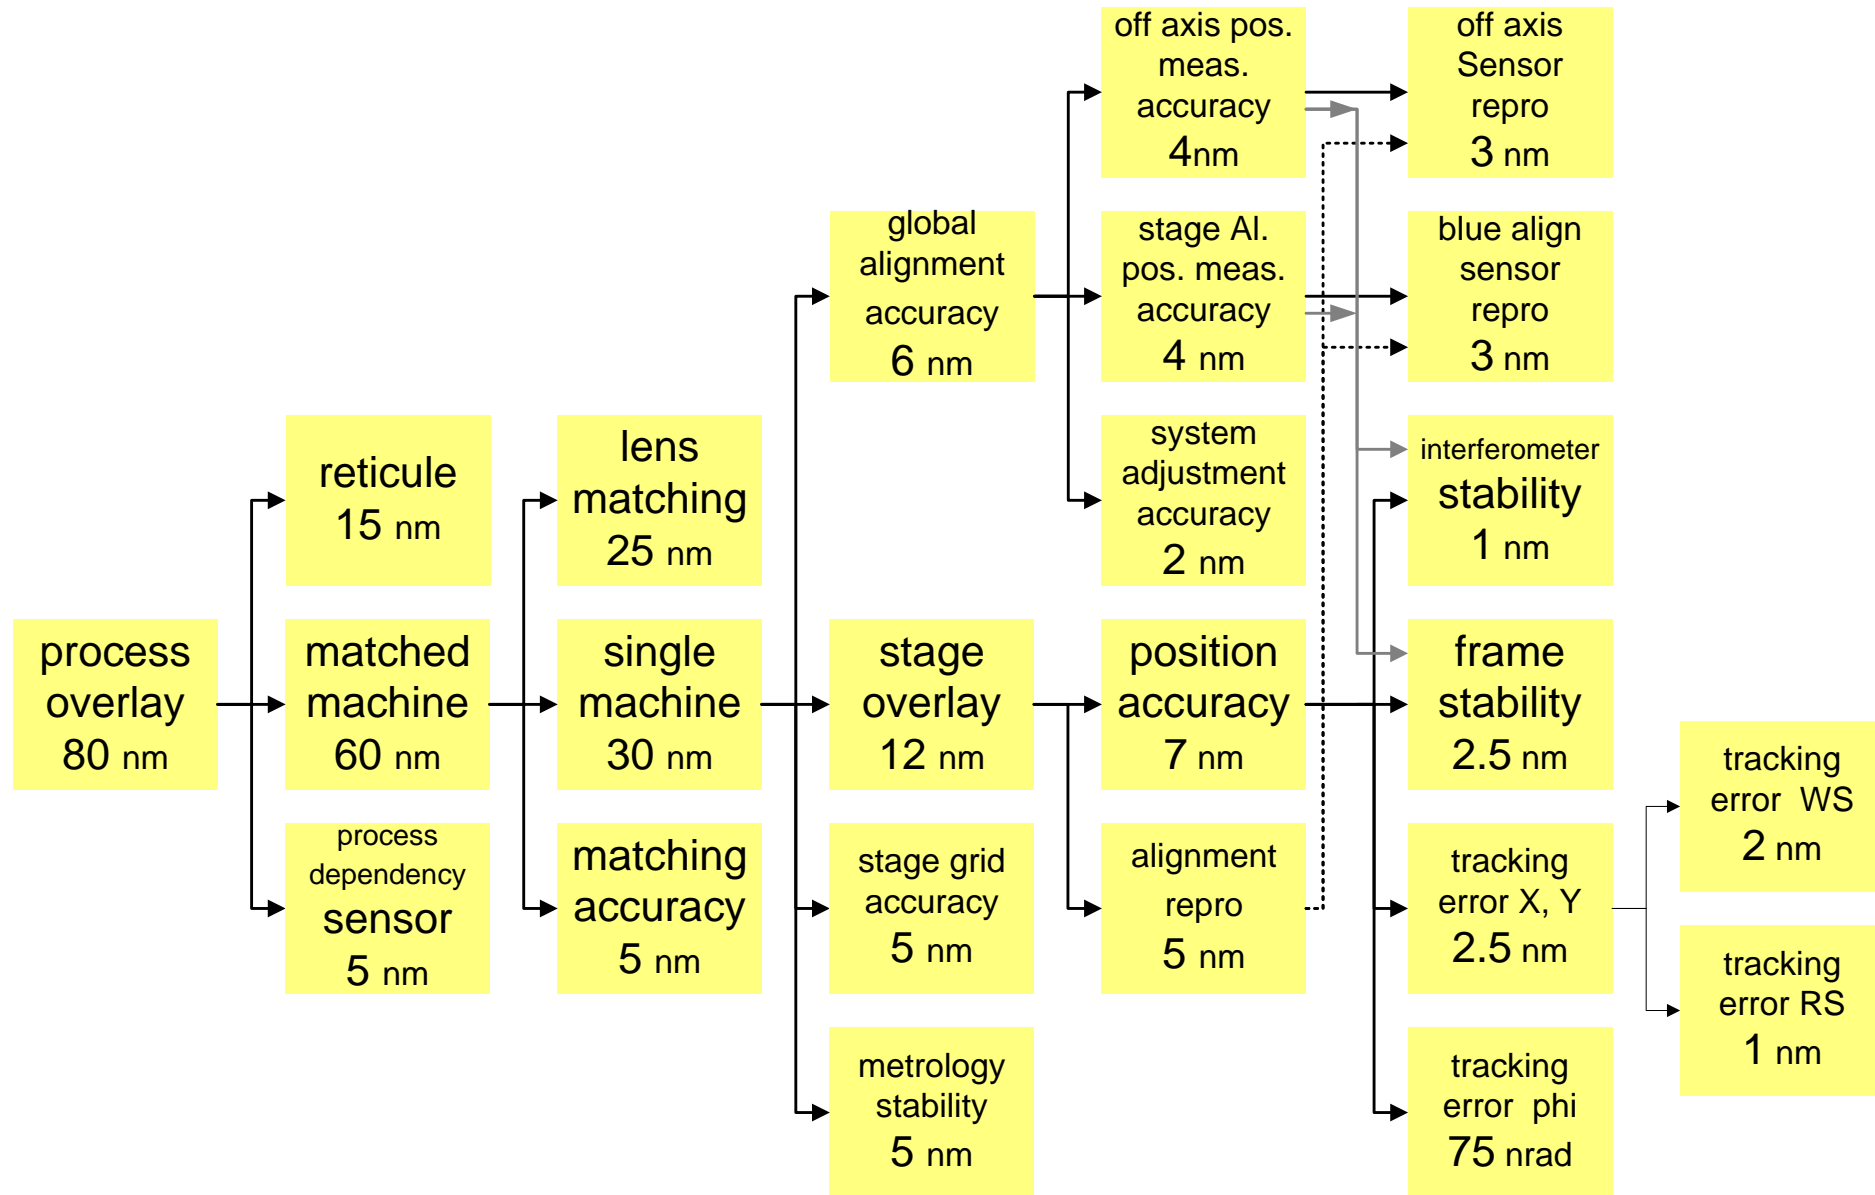 process
overlay
80 nm
reticule
15 nm
matched
machine
60 nm
process
dependency
sensor
5 nm
lens
matching
25 nm
single
machine
30 nm
matching
accuracy
5 nm
global
alignment
accuracy
6 nm
stage
overlay
12 nm
stage grid
accuracy
5 nm
metrology
stability
5 nm
off axis pos.
meas.
accuracy
4nm
stage Al.
pos. meas.
accuracy
4 nm
system
adjustment
accuracy
2 nm
position
accuracy
7 nm
alignment
repro
5 nm
off axis
Sensor
repro
3 nm
blue align
sensor
repro
3 nm
interferometer
stability
1 nm
frame
stability
2.5 nm
tracking
error X, Y
2.5 nm
tracking
error phi
75 nrad
tracking
error WS
2 nm
tracking
error RS
1 nm